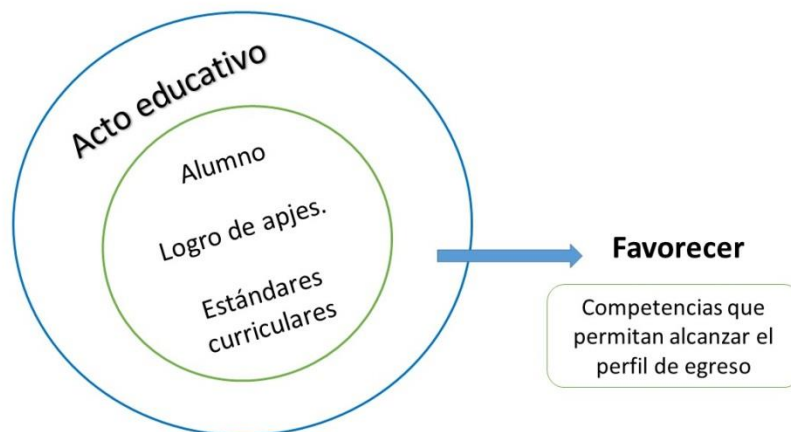 Acto educativo
Alumno
Logro de apjes.
Estándares
curriculares
Favorecer
Competencias que
permitan alcanzar el
perfil de egreso